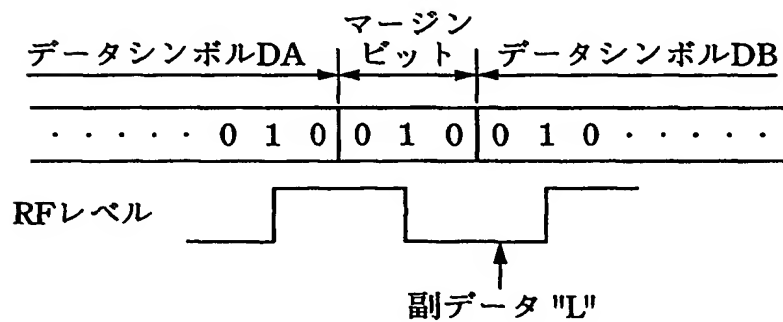 マージン
データシンボルDA ビット データシンボルDB
· · · · · 0 1 0 0 1 0 0 1 0 · · · · ·
RFレベル
副データ "L"